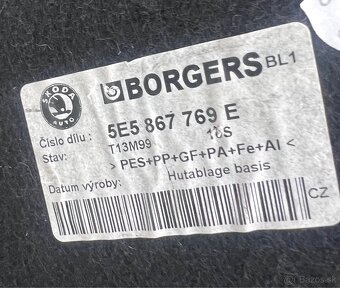 ŠKODA
AUTO
BORGERS BL1
Číslo dílu : 5E5 867 769 E
Stav: T13M99 18S
> PES+PP+GF+PA+Fe+Al <
Datum výroby: Hutablage basis
CZ
Bazos.sk